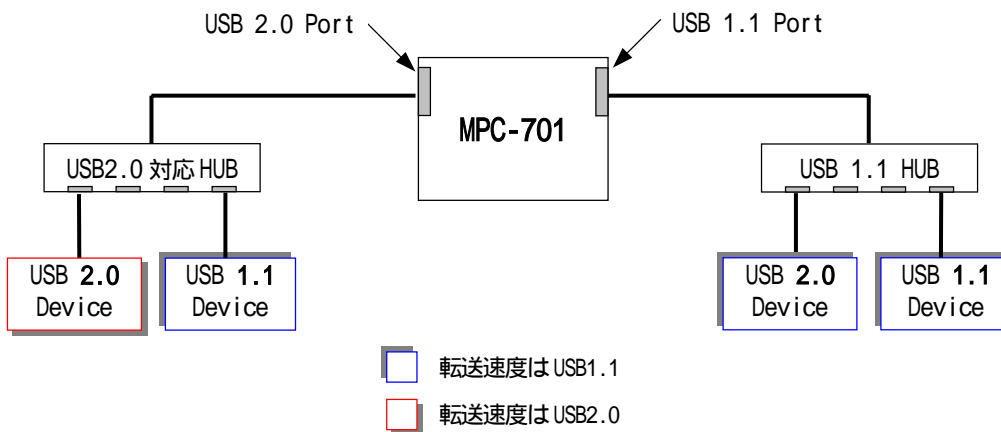 USB 2.0 Port
USB 1.1 Port
MPC-701
USB2.0 対応 HUB
USB 1.1 HUB
USB 2.0
Device
USB 1.1
Device
USB 2.0
Device
USB 1.1
Device
転送速度は USB1.1
転送速度は USB2.0